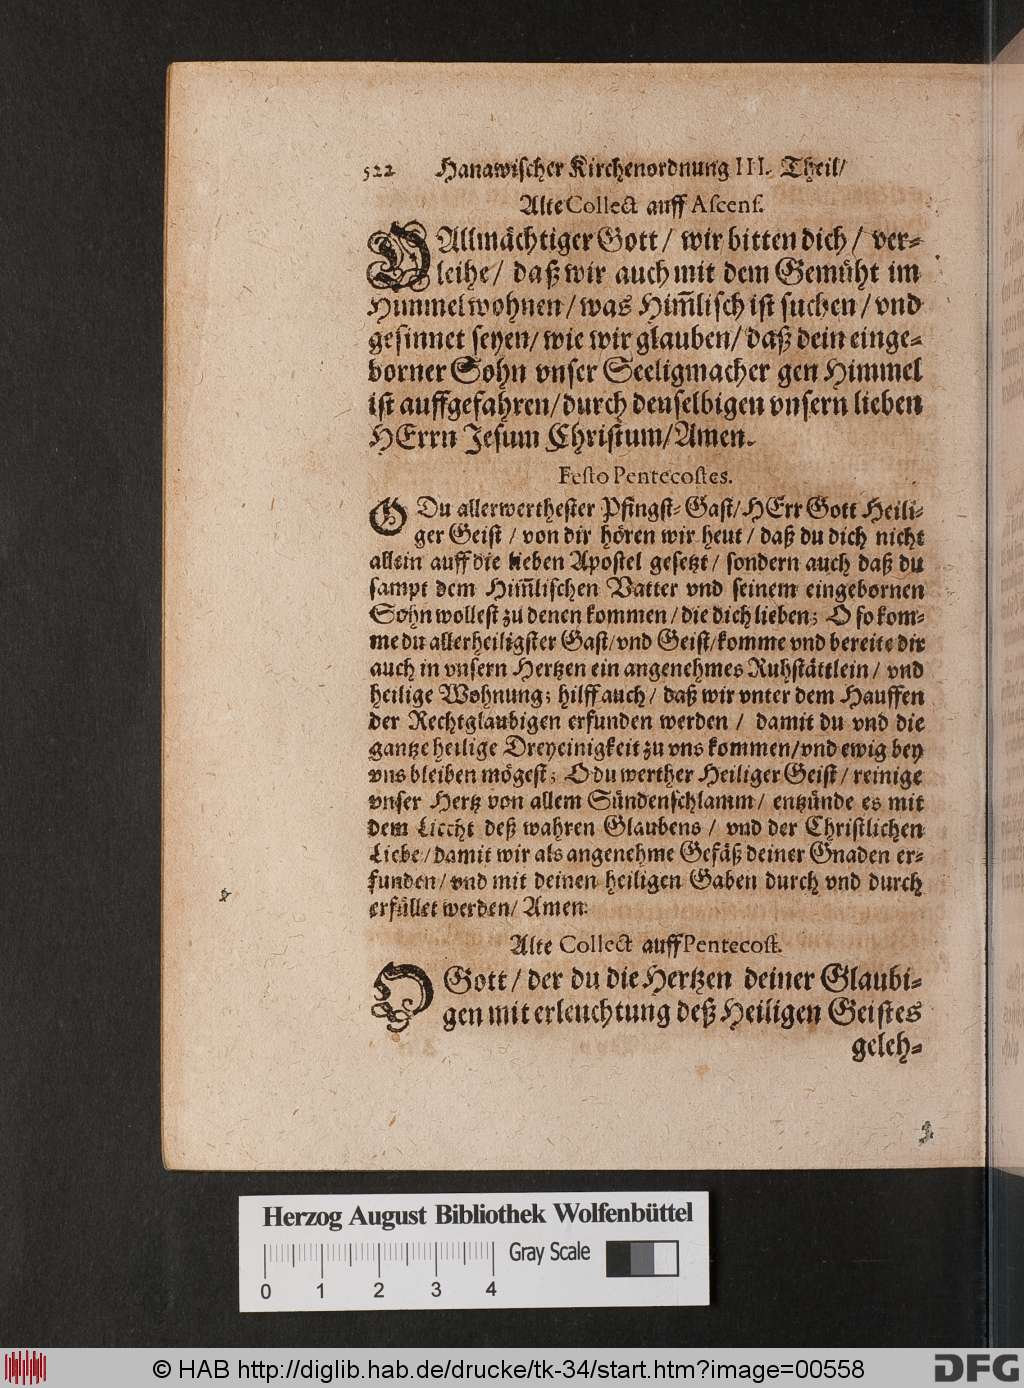 522 Hanawischer Kirchenordnung III. Theil/
Alte Collect auff Ascens.
O Allmächtiger Gott / wir bitten dich / ver-
leihe / daß wir auch mit dem Gemüht im
Himmel wohnen / was Him̃lisch ist suchen / vnd
gesinnet seyen / wie wir glauben / daß dein einge-
borner Sohn vnser Seeligmacher gen Himmel
ist auffgefahren / durch denselbigen vnsern lieben
HErrn Jesum Christum / Amen.
Festo Pentecostes.
O Du allerwerthester Pfingst-Gast / HErr Gott Heili-
ger Geist / von dir hören wir heut / daß du dich nicht
allein auff die lieben Apostel gesetzt / sondern auch daß du
sampt dem Him̃lischen Vatter vnd seinem eingebornen
Sohn wollest zu denen kommen / die dich lieben; O so kom-
me du allerheiligster Gast / vnd Geist / komme vnd bereite dir
auch in vnsern Hertzen ein angenehmes Ruhstättlein / vnd
heilige Wohnung; hilff auch / daß wir vnter dem Hauffen
der Rechtglaubigen erfunden werden / damit du vnd die
gantze heilige Dreyeinigkeit zu vns kommen / vnd ewig bey
vns bleiben mögest; O du werther Heiliger Geist / reinige
vnser Hertz von allem Sündenschlamm / entzünde es mit
dem Liecht deß wahren Glaubens / vnd der Christlichen
Liebe / damit wir als angenehme Gefäß deiner Gnaden er-
funden / vnd mit deinen heiligen Gaben durch vnd durch
erfüllet werden / Amen.
Alte Collect auff Pentecost.
O Gott / der du die Hertzen deiner Glaubi-
gen mit erleuchtung deß Heiligen Geistes
geleh-
Herzog August Bibliothek Wolfenbüttel
Gray Scale
0 1 2 3 4
© HAB http://diglib.hab.de/drucke/tk-34/start.htm?image=00558
DFG